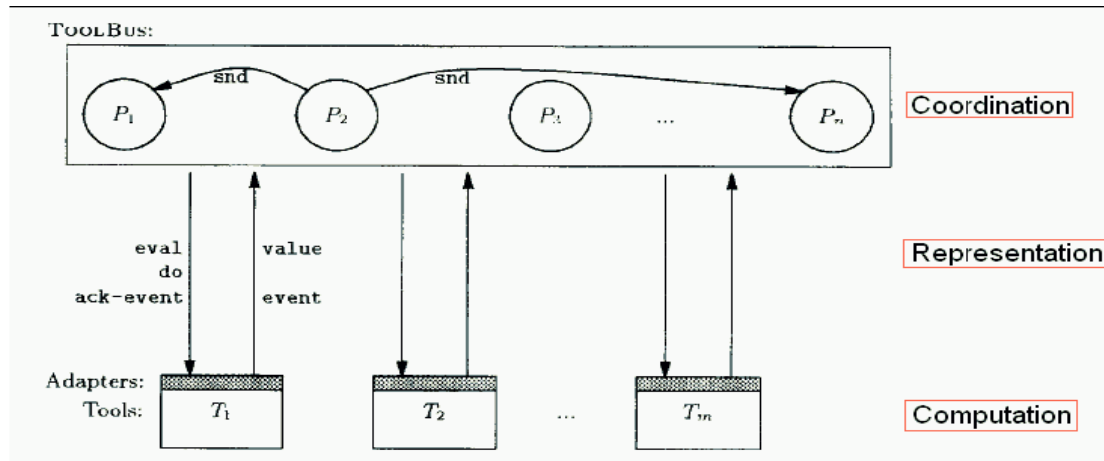 TOOLBUS:
snd snd
P1 P2 P3 ... Pn
Coordination
eval value
do
ack-event event
Representation
Adapters:
Tools: T1 T2 ... Tm
Computation